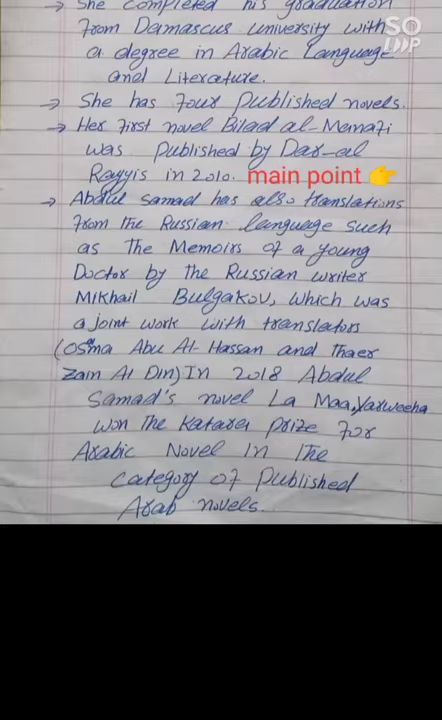 → She completed his graduation
from Damascus university with
a degree in Arabic Language
and Literature.
→ She has four Published novels.
→ Her first novel Bilad al-Memafi
was published by Dar-al
Rayyis in 2010. main point 👉
→ Abdul samad has also translations
from the Russian language such
as The Memoirs of a young
Doctor by the Russian writer
Mikhail Bulgakov, which was
a joint work with translators
(Osma Abu Al-Hassan and Thaer
Zain Al Din) In 2018 Abdul
Samad's novel La Maa, Yarweeha
won The Katara prize for
Arabic Novel In The
category of Published
Arab novels.
SO